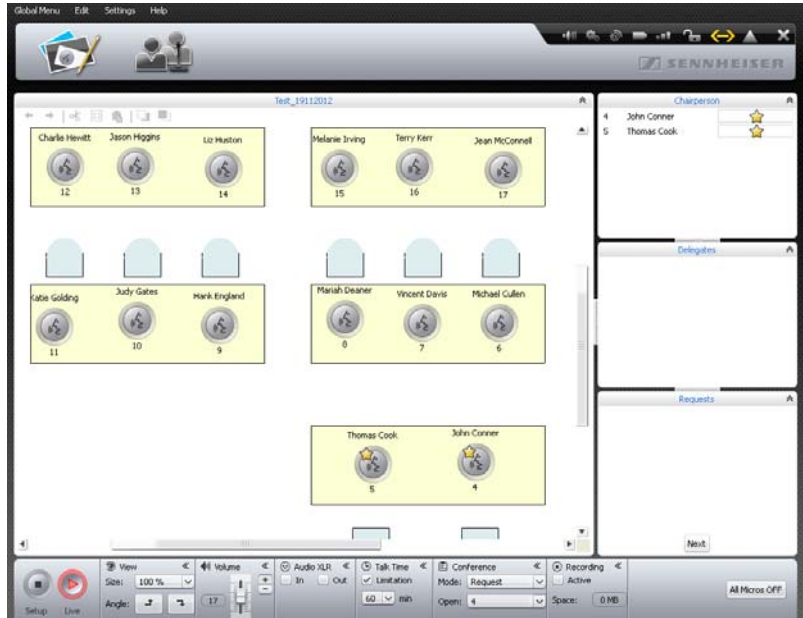 Global Menu Edit Settings Help
SENNHEISER
Test_19112012
Charlie Hewitt Jason Higgins Liz Huston Melanie Irving Terry Kerr Jean McConnell
12 13 14 15 16 17
Katie Golding Judy Gates Hank England Mariah Deaner Vincent Davis Michael Cullen
11 10 9 8 7 6
Thomas Cook John Conner
5 4
Chairperson
4 John Conner
5 Thomas Cook
Delegates
Requests
Next
Setup Live
View
Size: 100 %
Angle:
Volume
17
Audio XLR
In Out
Talk Time
Limitation
60 min
Conference
Mode: Request
Open: 4
Recording
Active
Space: 0 MB
All Micros OFF